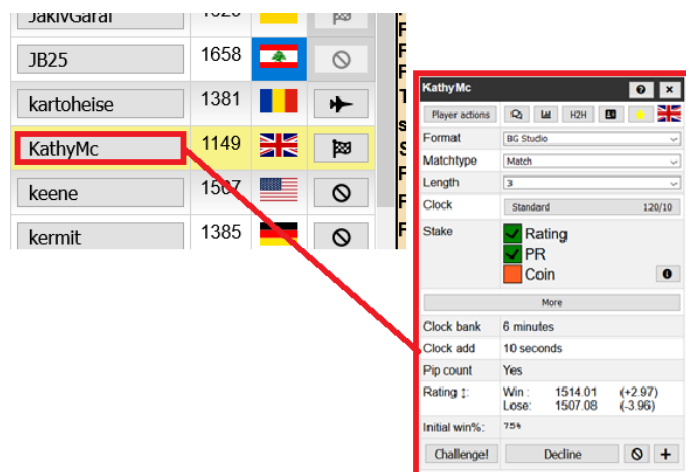 JakivGaral
JB25 1658
kartoheise 1381
KathyMc 1149
keene 1507
kermit 1385
KathyMc
Player actions H2H
Format BG Studio
Matchtype Match
Length 3
Clock Standard 120/10
Stake Rating
PR
Coin
More
Clock bank 6 minutes
Clock add 10 seconds
Pip count Yes
Rating ↕: Win : 1514.01 (+2.97)
Lose: 1507.08 (-3.96)
Initial win%: 75%
Challenge! Decline